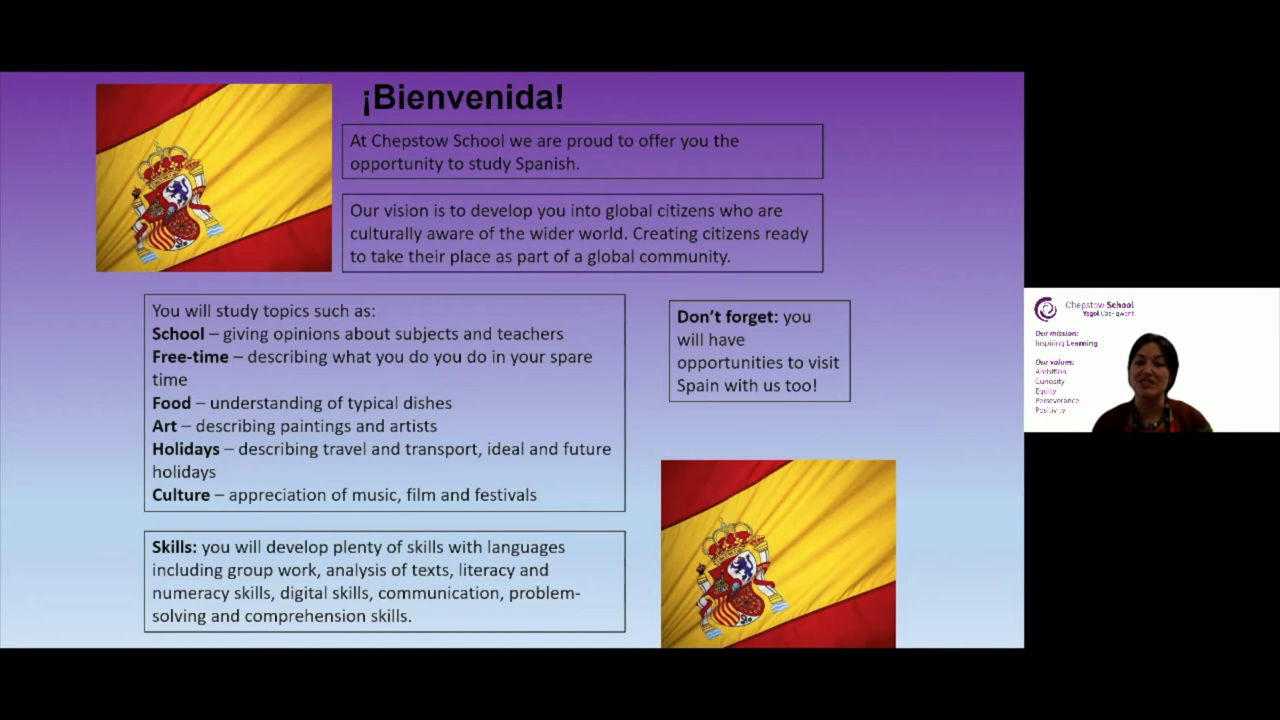 ¡Bienvenida!
At Chepstow School we are proud to offer you the
opportunity to study Spanish.
Our vision is to develop you into global citizens who are
culturally aware of the wider world. Creating citizens ready
to take their place as part of a global community.
You will study topics such as:
School – giving opinions about subjects and teachers
Free-time – describing what you do you do in your spare
time
Food – understanding of typical dishes
Art – describing paintings and artists
Holidays – describing travel and transport, ideal and future
holidays
Culture – appreciation of music, film and festivals
Don't forget: you
will have
opportunities to visit
Spain with us too!
Skills: you will develop plenty of skills with languages
including group work, analysis of texts, literacy and
numeracy skills, digital skills, communication, problem-
solving and comprehension skills.
Chepstow School
Ysgol Cas-gwent
Our mission:
Inspiring Learning
Our values:
Ambition
Curiosity
Equity
Perseverance
Positivity